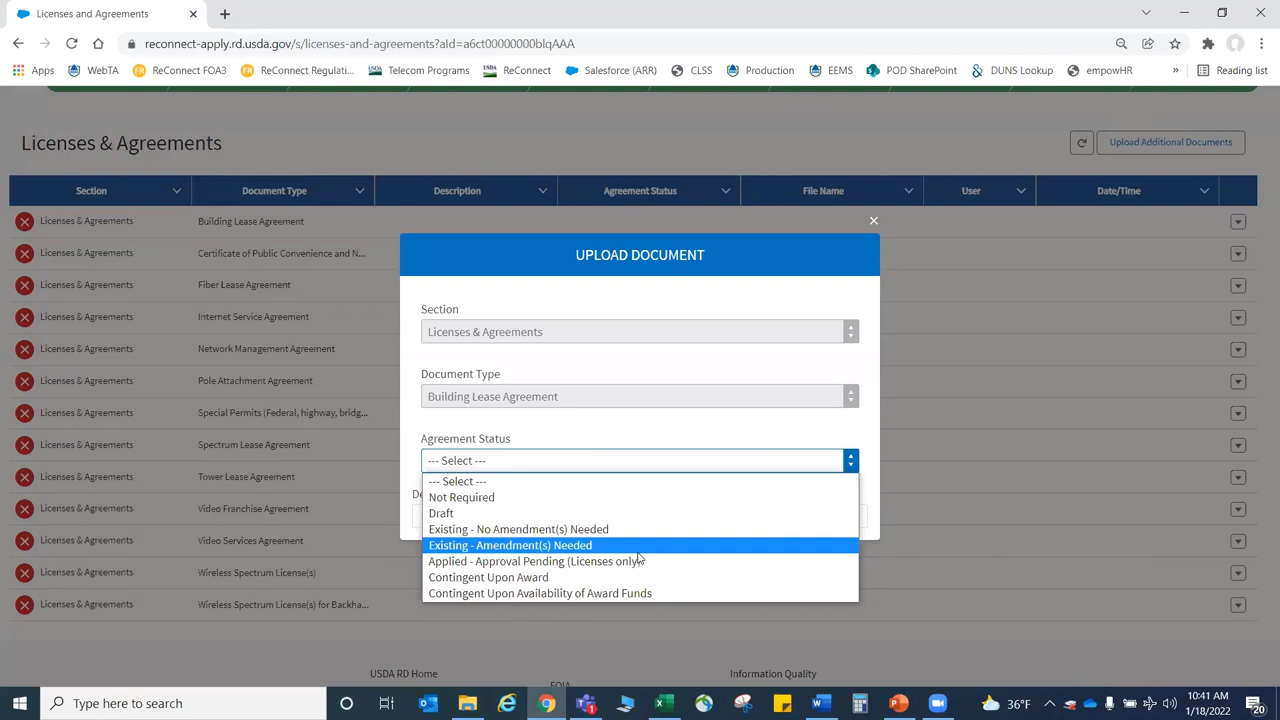 Licenses and Agreements
reconnect-apply.rd.usda.gov/s/licenses-and-agreements?aId=a6ct00000000blqAAA
Apps WebTA ReConnect FOA3 ReConnect Regulati... Telecom Programs ReConnect Salesforce (ARR) CLSS Production EEMS POD SharePoint DUNS Lookup empowHR » Reading list
Licenses & Agreements
Upload Additional Documents
Section Document Type Description Agreement Status File Name User Date/Time
Licenses & Agreements Building Lease Agreement
Licenses & Agreements Certificate of Public Convenience and N...
Licenses & Agreements Fiber Lease Agreement
Licenses & Agreements Internet Service Agreement
Licenses & Agreements Network Management Agreement
Licenses & Agreements Pole Attachment Agreement
Licenses & Agreements Special Permits (Federal, highway, bridg...
Licenses & Agreements Spectrum Lease Agreement
Licenses & Agreements Tower Lease Agreement
Licenses & Agreements Video Franchise Agreement
Licenses & Agreements Video Services Agreement
Licenses & Agreements Wireless Spectrum License(s)
Licenses & Agreements Wireless Spectrum License(s) for Backha...
UPLOAD DOCUMENT
Section
Licenses & Agreements
Document Type
Building Lease Agreement
Agreement Status
--- Select ---
--- Select ---
Not Required
Draft
Existing - No Amendment(s) Needed
Existing - Amendment(s) Needed
Applied - Approval Pending (Licenses only)
Contingent Upon Award
Contingent Upon Availability of Award Funds
USDA RD Home
Information Quality
FOIA
Type here to search
36°F
10:41 AM
1/18/2022